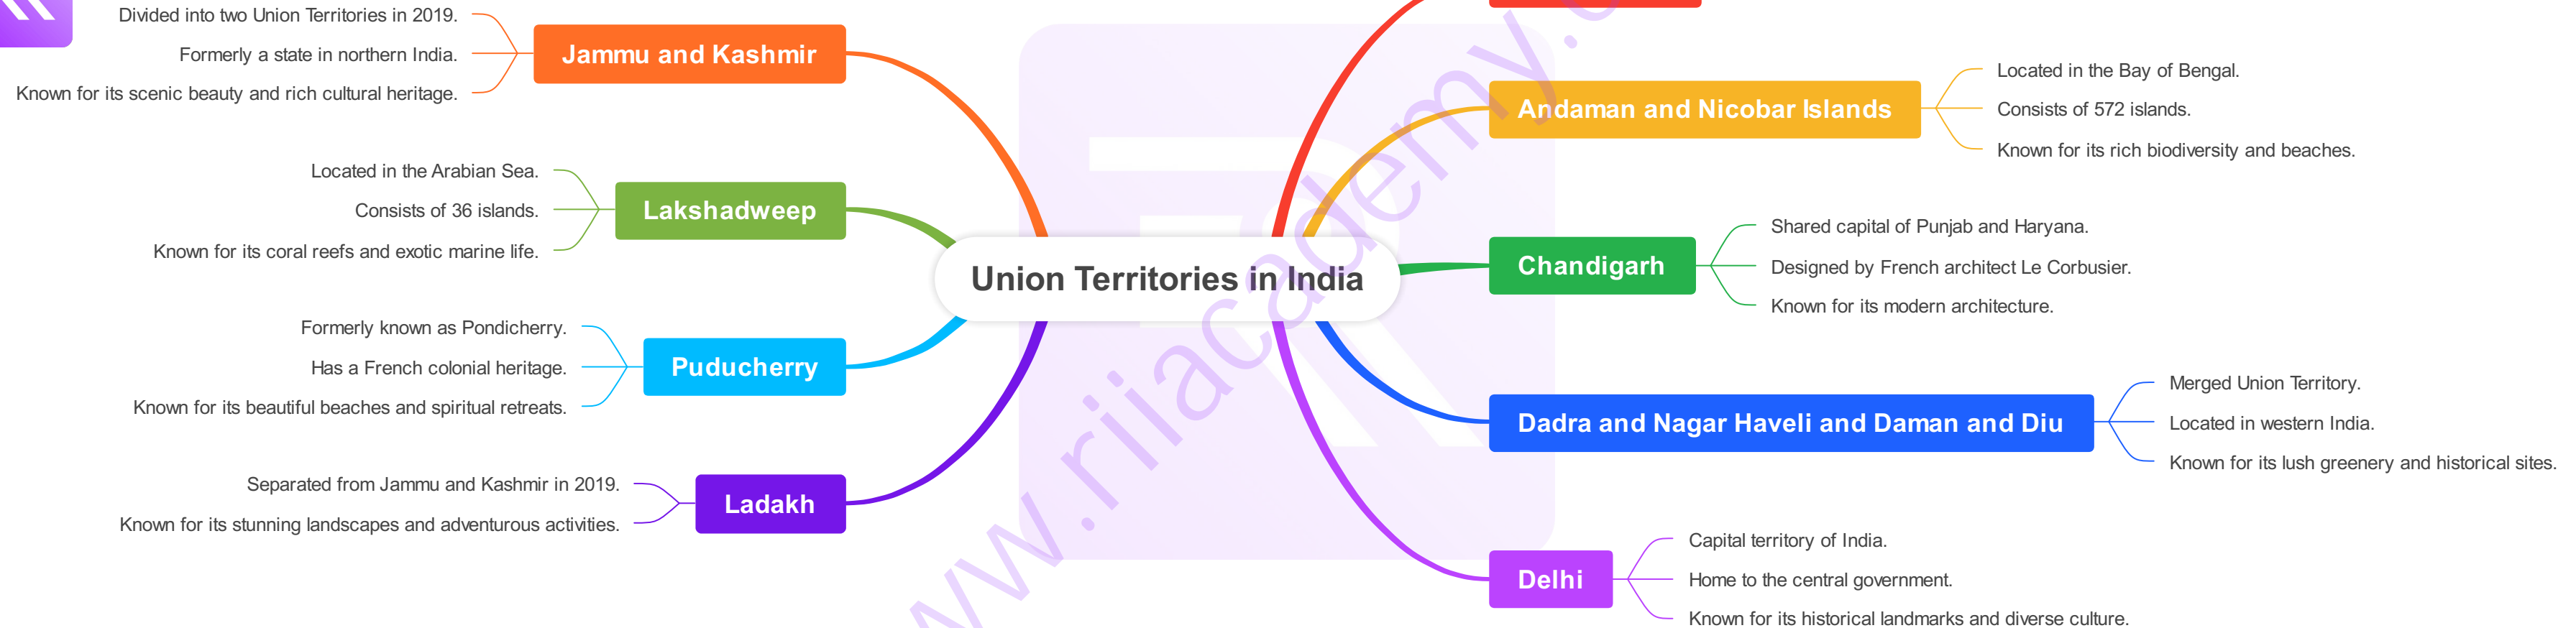 Union Territories in India
Jammu and Kashmir
Divided into two Union Territories in 2019.
Formerly a state in northern India.
Known for its scenic beauty and rich cultural heritage.
Lakshadweep
Located in the Arabian Sea.
Consists of 36 islands.
Known for its coral reefs and exotic marine life.
Puducherry
Formerly known as Pondicherry.
Has a French colonial heritage.
Known for its beautiful beaches and spiritual retreats.
Ladakh
Separated from Jammu and Kashmir in 2019.
Known for its stunning landscapes and adventurous activities.
Andaman and Nicobar Islands
Located in the Bay of Bengal.
Consists of 572 islands.
Known for its rich biodiversity and beaches.
Chandigarh
Shared capital of Punjab and Haryana.
Designed by French architect Le Corbusier.
Known for its modern architecture.
Dadra and Nagar Haveli and Daman and Diu
Merged Union Territory.
Located in western India.
Known for its lush greenery and historical sites.
Delhi
Capital territory of India.
Home to the central government.
Known for its historical landmarks and diverse culture.